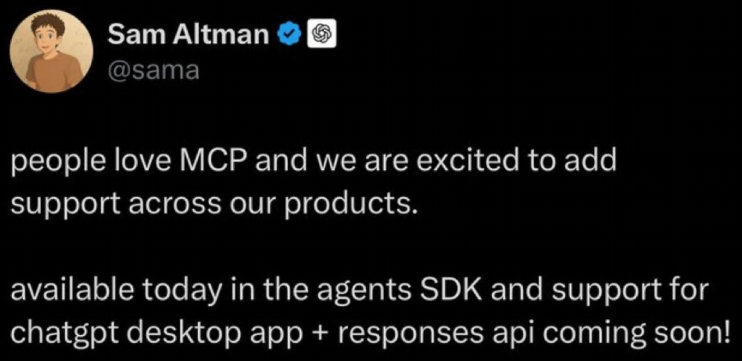 Sam Altman
@sama
people love MCP and we are excited to add
support across our products.
available today in the agents SDK and support for
chatgpt desktop app + responses api coming soon!